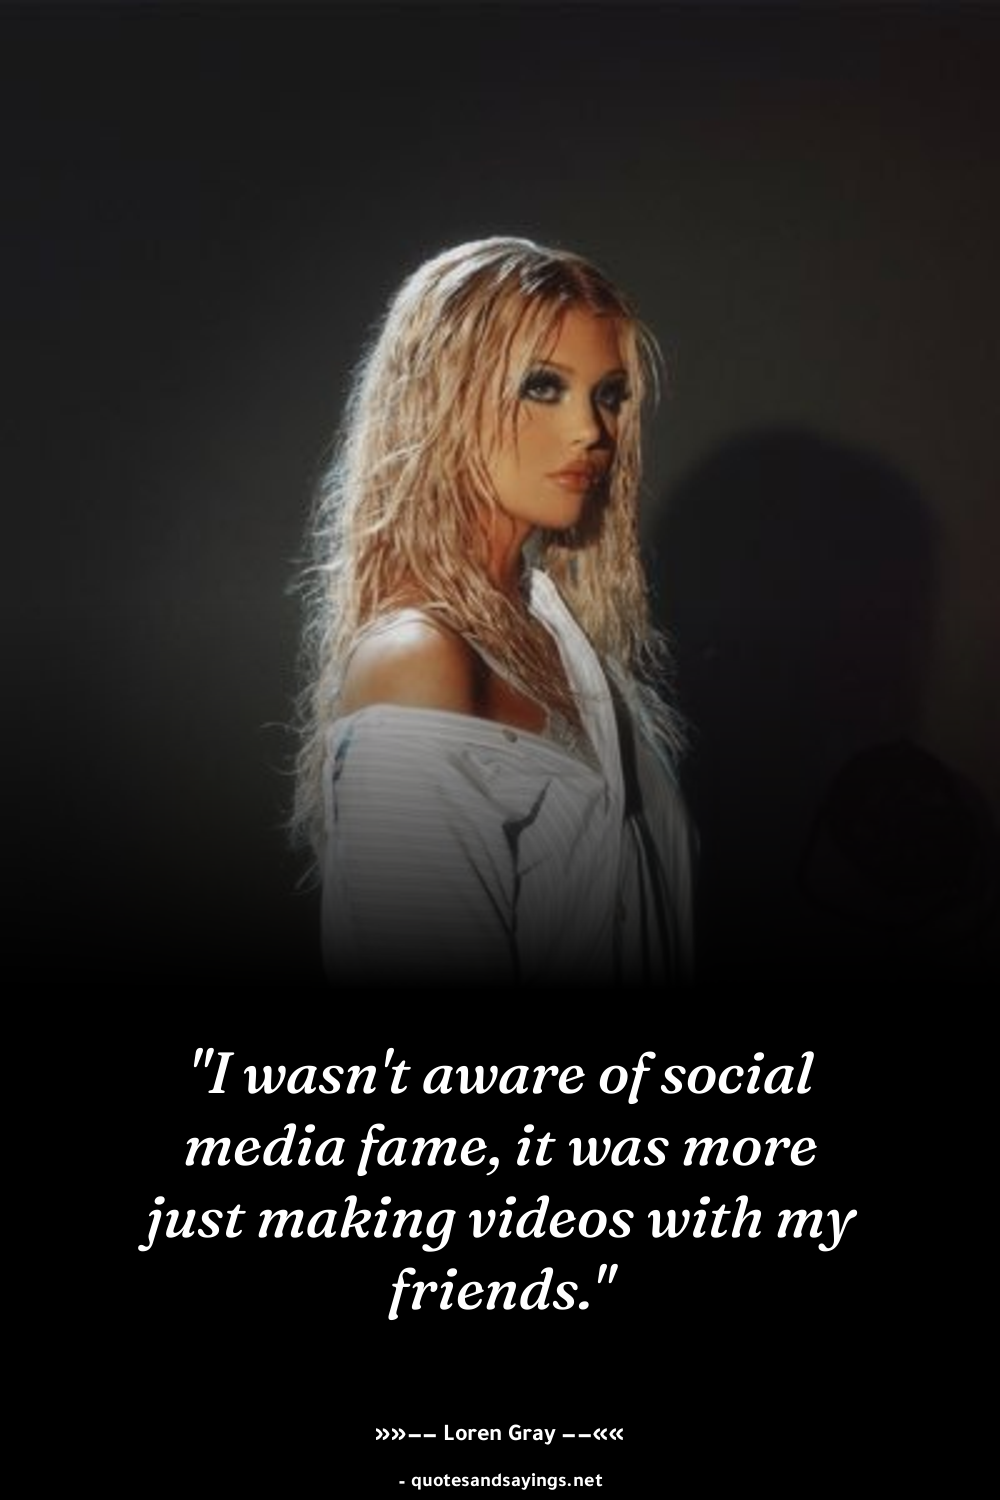 "I wasn't aware of social
media fame, it was more
just making videos with my
friends."
»»−− Loren Gray −−««
- quotesandsayings.net